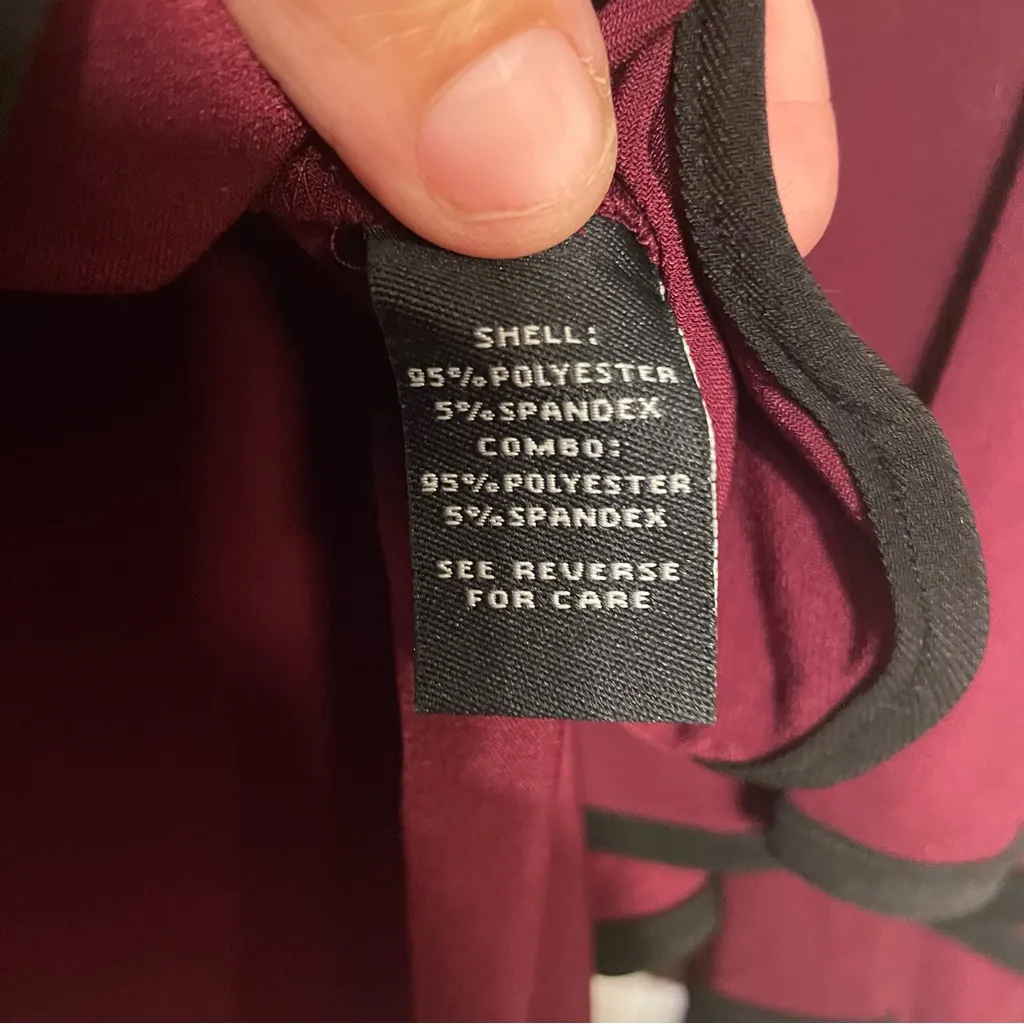 SHELL:
95%POLYESTER
5%SPANDEX
COMBO:
95%POLYESTER
5%SPANDEX
SEE REVERSE
FOR CARE